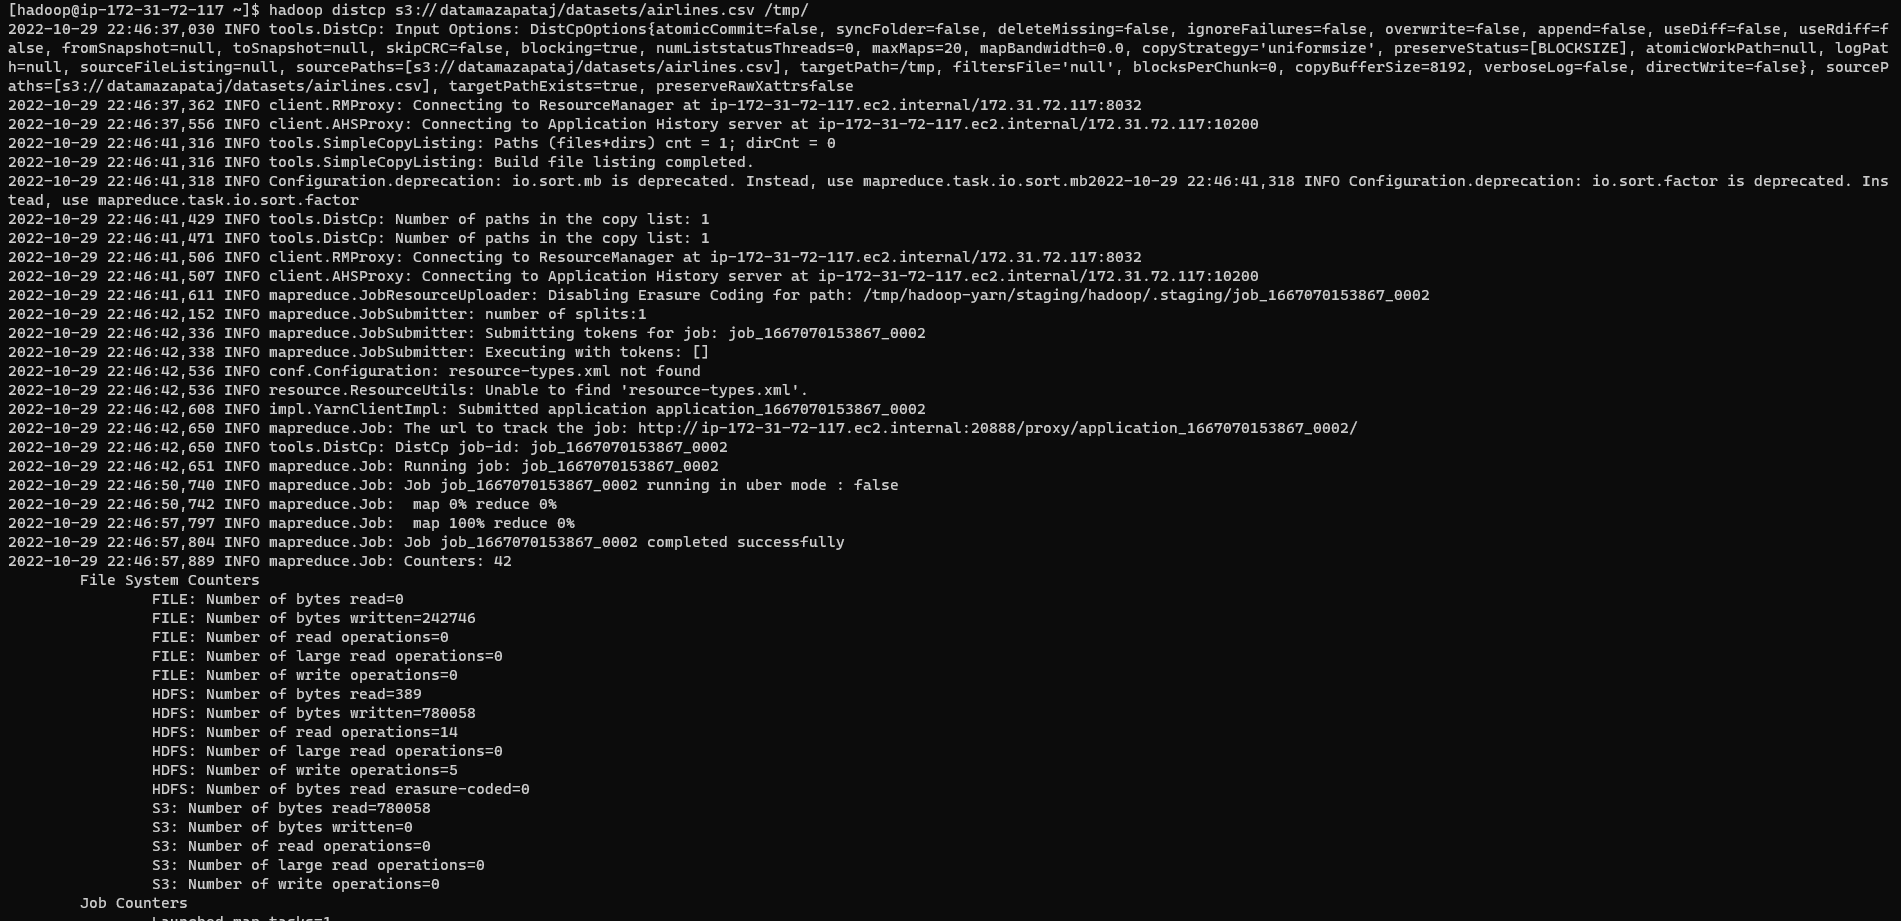 [hadoop@ip-172-31-72-117 ~]$ hadoop distcp s3://datamazapataj/datasets/airlines.csv /tmp/
2022-10-29 22:46:37,030 INFO tools.DistCp: Input Options: DistCpOptions{atomicCommit=false, syncFolder=false, deleteMissing=false, ignoreFailures=false, overwrite=false, append=false, useDiff=false, useRdiff=f
alse, fromSnapshot=null, toSnapshot=null, skipCRC=false, blocking=true, numListstatusThreads=0, maxMaps=20, mapBandwidth=0.0, copyStrategy='uniformsize', preserveStatus=[BLOCKSIZE], atomicWorkPath=null, logPat
h=null, sourceFileListing=null, sourcePaths=[s3://datamazapataj/datasets/airlines.csv], targetPath=/tmp, filtersFile='null', blocksPerChunk=0, copyBufferSize=8192, verboseLog=false, directWrite=false}, sourceP
aths=[s3://datamazapataj/datasets/airlines.csv], targetPathExists=true, preserveRawXattrsfalse
2022-10-29 22:46:37,362 INFO client.RMProxy: Connecting to ResourceManager at ip-172-31-72-117.ec2.internal/172.31.72.117:8032
2022-10-29 22:46:37,556 INFO client.AHSProxy: Connecting to Application History server at ip-172-31-72-117.ec2.internal/172.31.72.117:10200
2022-10-29 22:46:41,316 INFO tools.SimpleCopyListing: Paths (files+dirs) cnt = 1; dirCnt = 0
2022-10-29 22:46:41,316 INFO tools.SimpleCopyListing: Build file listing completed.
2022-10-29 22:46:41,318 INFO Configuration.deprecation: io.sort.mb is deprecated. Instead, use mapreduce.task.io.sort.mb2022-10-29 22:46:41,318 INFO Configuration.deprecation: io.sort.factor is deprecated. Ins
tead, use mapreduce.task.io.sort.factor
2022-10-29 22:46:41,429 INFO tools.DistCp: Number of paths in the copy list: 1
2022-10-29 22:46:41,471 INFO tools.DistCp: Number of paths in the copy list: 1
2022-10-29 22:46:41,506 INFO client.RMProxy: Connecting to ResourceManager at ip-172-31-72-117.ec2.internal/172.31.72.117:8032
2022-10-29 22:46:41,507 INFO client.AHSProxy: Connecting to Application History server at ip-172-31-72-117.ec2.internal/172.31.72.117:10200
2022-10-29 22:46:41,611 INFO mapreduce.JobResourceUploader: Disabling Erasure Coding for path: /tmp/hadoop-yarn/staging/hadoop/.staging/job_1667070153867_0002
2022-10-29 22:46:42,152 INFO mapreduce.JobSubmitter: number of splits:1
2022-10-29 22:46:42,336 INFO mapreduce.JobSubmitter: Submitting tokens for job: job_1667070153867_0002
2022-10-29 22:46:42,338 INFO mapreduce.JobSubmitter: Executing with tokens: []
2022-10-29 22:46:42,536 INFO conf.Configuration: resource-types.xml not found
2022-10-29 22:46:42,536 INFO resource.ResourceUtils: Unable to find 'resource-types.xml'.
2022-10-29 22:46:42,608 INFO impl.YarnClientImpl: Submitted application application_1667070153867_0002
2022-10-29 22:46:42,650 INFO mapreduce.Job: The url to track the job: http://ip-172-31-72-117.ec2.internal:20888/proxy/application_1667070153867_0002/
2022-10-29 22:46:42,650 INFO tools.DistCp: DistCp job-id: job_1667070153867_0002
2022-10-29 22:46:42,651 INFO mapreduce.Job: Running job: job_1667070153867_0002
2022-10-29 22:46:50,740 INFO mapreduce.Job: Job job_1667070153867_0002 running in uber mode : false
2022-10-29 22:46:50,742 INFO mapreduce.Job:  map 0% reduce 0%
2022-10-29 22:46:57,797 INFO mapreduce.Job:  map 100% reduce 0%
2022-10-29 22:46:57,804 INFO mapreduce.Job: Job job_1667070153867_0002 completed successfully
2022-10-29 22:46:57,889 INFO mapreduce.Job: Counters: 42
File System Counters
FILE: Number of bytes read=0
FILE: Number of bytes written=242746
FILE: Number of read operations=0
FILE: Number of large read operations=0
FILE: Number of write operations=0
HDFS: Number of bytes read=389
HDFS: Number of bytes written=780058
HDFS: Number of read operations=14
HDFS: Number of large read operations=0
HDFS: Number of write operations=5
HDFS: Number of bytes read erasure-coded=0
S3: Number of bytes read=780058
S3: Number of bytes written=0
S3: Number of read operations=0
S3: Number of large read operations=0
S3: Number of write operations=0
Job Counters
Launched map tasks=1